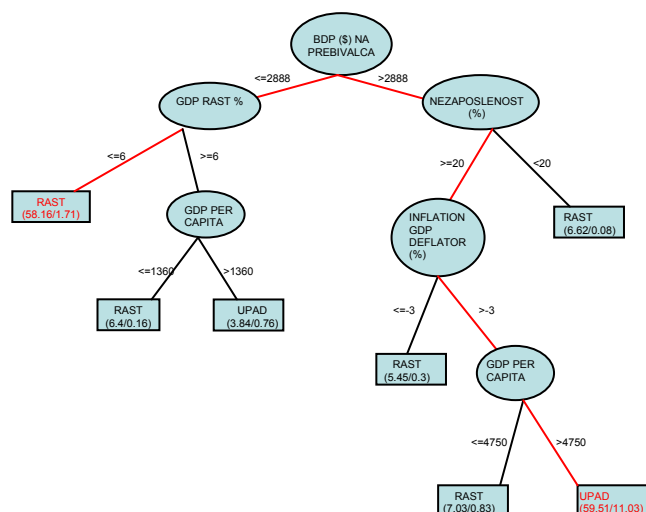 BDP ($) NA
PREBIVALCA
<=2888
>2888
GDP RAST %
NEZAPOSLENOST
(%)
<=6
>=6
>=20
<20
RAST
(58.16/1.71)
GDP PER
CAPITA
INFLATION
GDP
DEFLATOR
(%)
RAST
(6.62/0.08)
<=1360
>1360
RAST
(6.4/0.16)
UPAD
(3.84/0.76)
<=-3
>-3
RAST
(5.45/0.3)
GDP PER
CAPITA
<=4750
>4750
RAST
(7.03/0.83)
UPAD
(59.51/11.03)